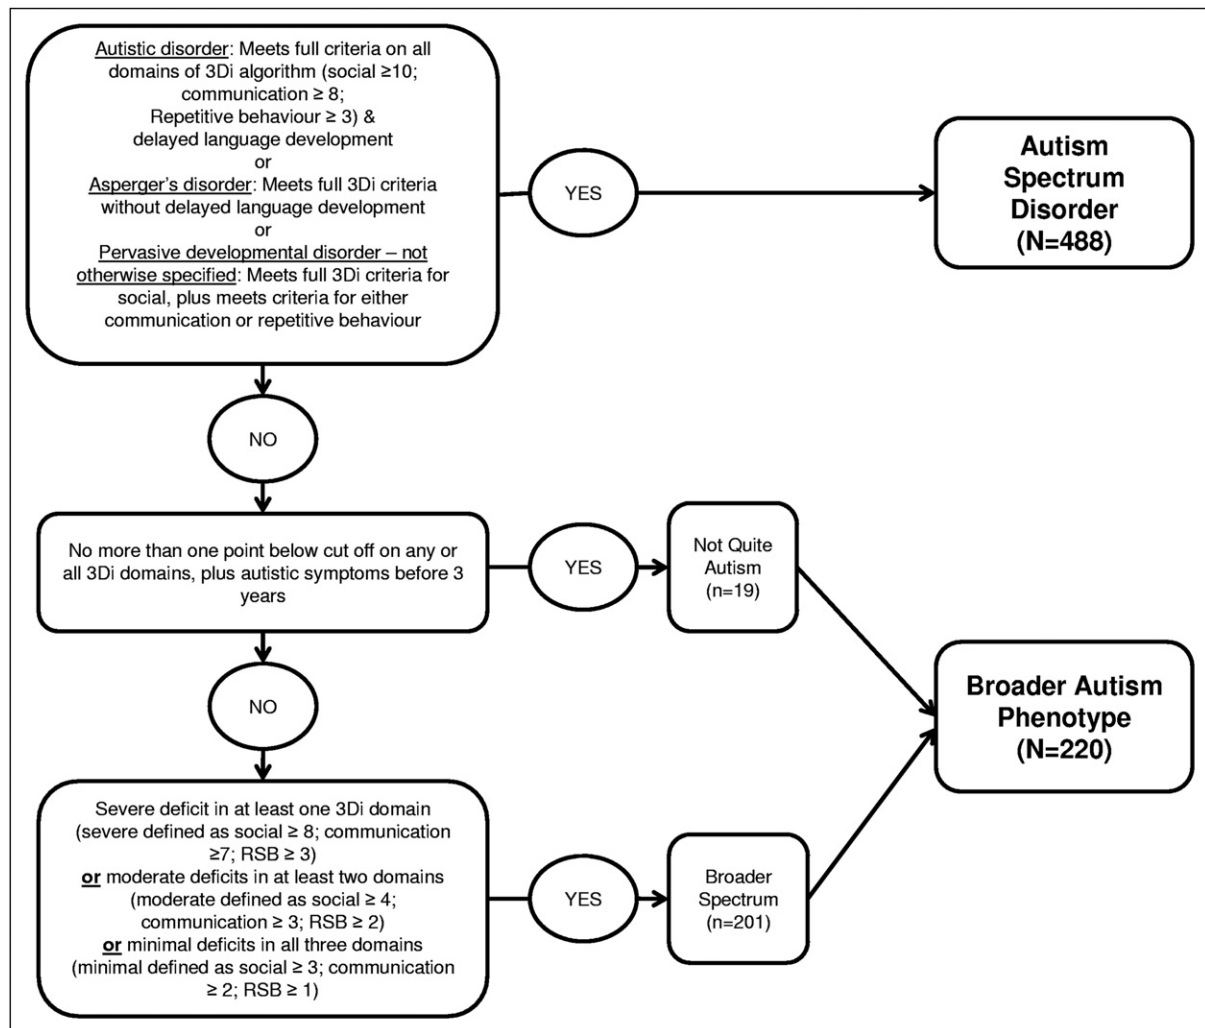 Autistic disorder: Meets full criteria on all
domains of 3Di algorithm (social ≥10;
communication ≥ 8;
Repetitive behaviour ≥ 3) &
delayed language development
or
Asperger's disorder: Meets full 3Di criteria
without delayed language development
or
Pervasive developmental disorder – not
otherwise specified: Meets full 3Di criteria for
social, plus meets criteria for either
communication or repetitive behaviour
YES
Autism
Spectrum
Disorder
(N=488)
NO
No more than one point below cut off on any or
all 3Di domains, plus autistic symptoms before 3
years
YES
Not Quite
Autism
(n=19)
NO
Broader Autism
Phenotype
(N=220)
Severe deficit in at least one 3Di domain
(severe defined as social ≥ 8; communication
≥7; RSB ≥ 3)
or moderate deficits in at least two domains
(moderate defined as social ≥ 4;
communication ≥ 3; RSB ≥ 2)
or minimal deficits in all three domains
(minimal defined as social ≥ 3; communication
≥ 2; RSB ≥ 1)
YES
Broader
Spectrum
(n=201)